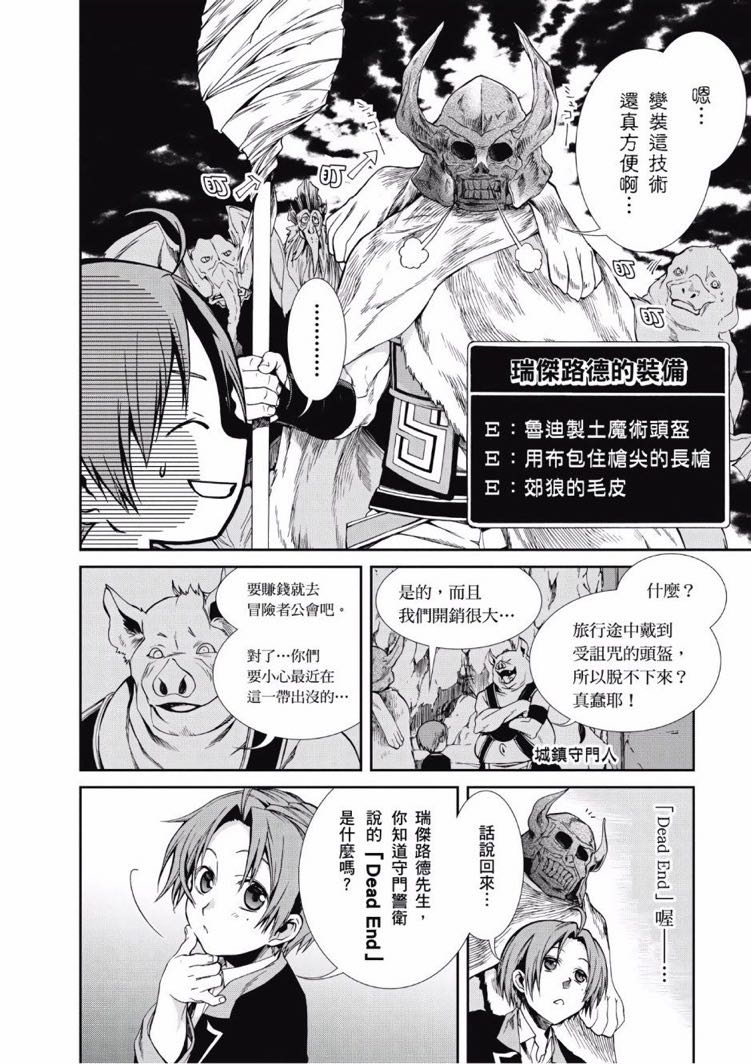 嗯…
變裝這技術
還真方便啊…
盯
盯
盯
盯
………
瑞傑路德的裝備
E：魯迪製土魔術頭盔
E：用布包住槍尖的長槍
E：郊狼的毛皮
什麼？
旅行途中戴到
受詛咒的頭盔，
所以脫不下來？
真蠢耶！
城鎮守門人
是的，而且
我們開銷很大…
要賺錢就去
冒險者公會吧。
對了…你們
要小心最近在
這一帶出沒的…
「Dead End」喔——…
話說回來…
瑞傑路德先生，
你知道守門警衛
說的「Dead End」
是什麼嗎？